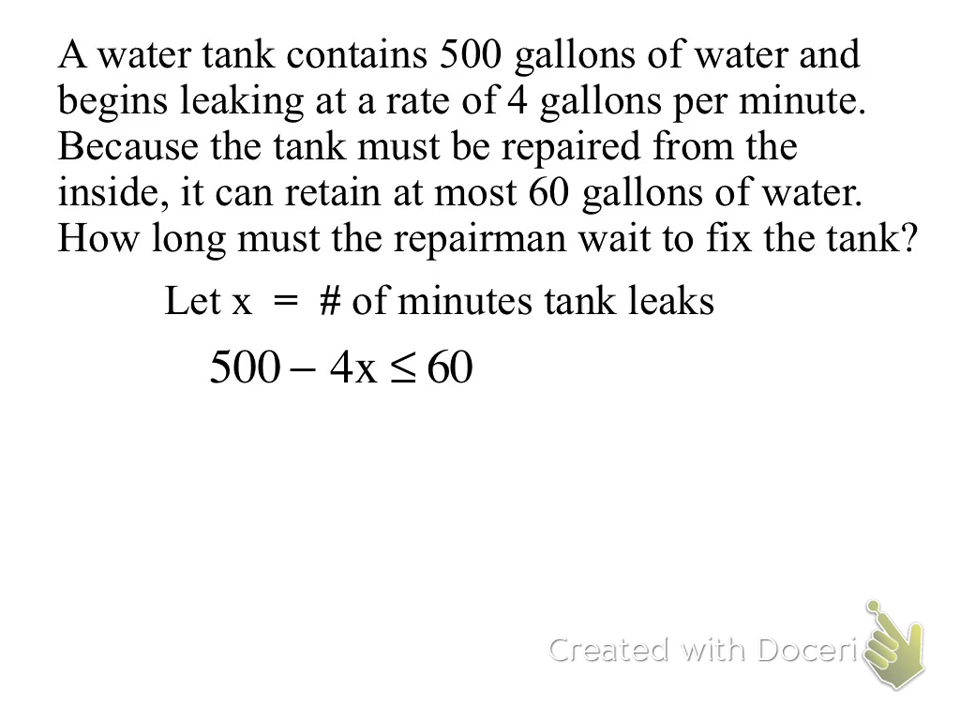 A water tank contains 500 gallons of water and
begins leaking at a rate of 4 gallons per minute.
Because the tank must be repaired from the
inside, it can retain at most 60 gallons of water.
How long must the repairman wait to fix the tank?
Let x = # of minutes tank leaks
500 – 4x ≤ 60
Created with Doceri